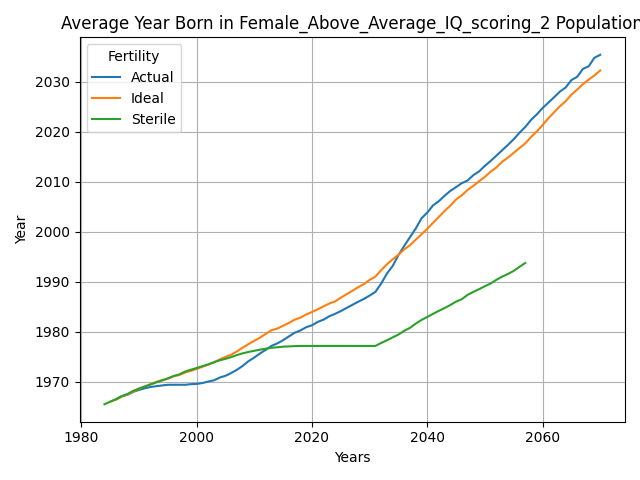 Average Year Born in Female_Above_Average_IQ_scoring_2 Population
Fertility
Actual
Ideal
Sterile
Year
2030
2020
2010
2000
1990
1980
1970
1980
2000
2020
2040
2060
Years